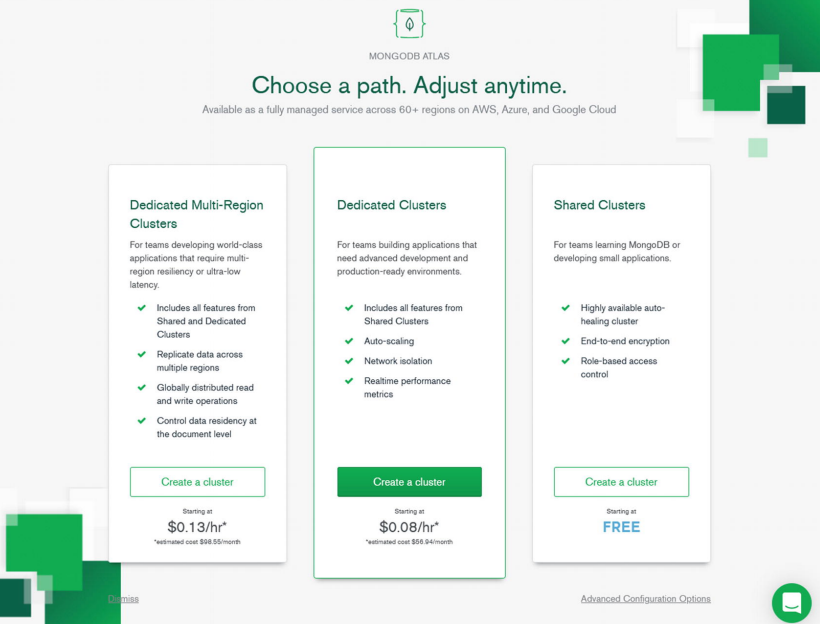 MONGODB ATLAS
Choose a path. Adjust anytime.
Available as a fully managed service across 60+ regions on AWS, Azure, and Google Cloud
Dedicated Multi-Region
Clusters
For teams developing world-class
applications that require multi-
region resiliency or ultra-low
latency.
Includes all features from
Shared and Dedicated
Clusters
Replicate data across
multiple regions
Globally distributed read
and write operations
Control data residency at
the document level
Create a cluster
Starting at
$0.13/hr*
*estimated cost $98.55/month
Dedicated Clusters
For teams building applications that
need advanced development and
production-ready environments.
Includes all features from
Shared Clusters
Auto-scaling
Network isolation
Realtime performance
metrics
Create a cluster
Starting at
$0.08/hr*
*estimated cost $56.94/month
Shared Clusters
For teams learning MongoDB or
developing small applications.
Highly available auto-
healing cluster
End-to-end encryption
Role-based access
control
Create a cluster
Starting at
FREE
Dismiss
Advanced Configuration Options